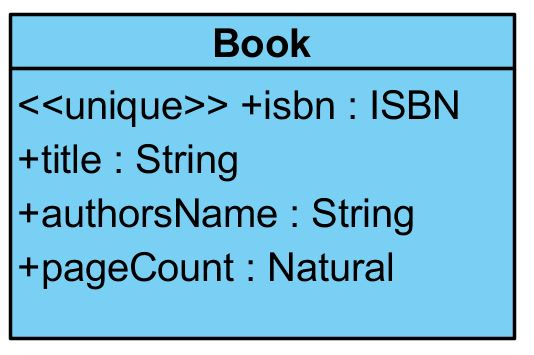 Book
<<unique>> +isbn : ISBN
+title : String
+authorsName : String
+pageCount : Natural